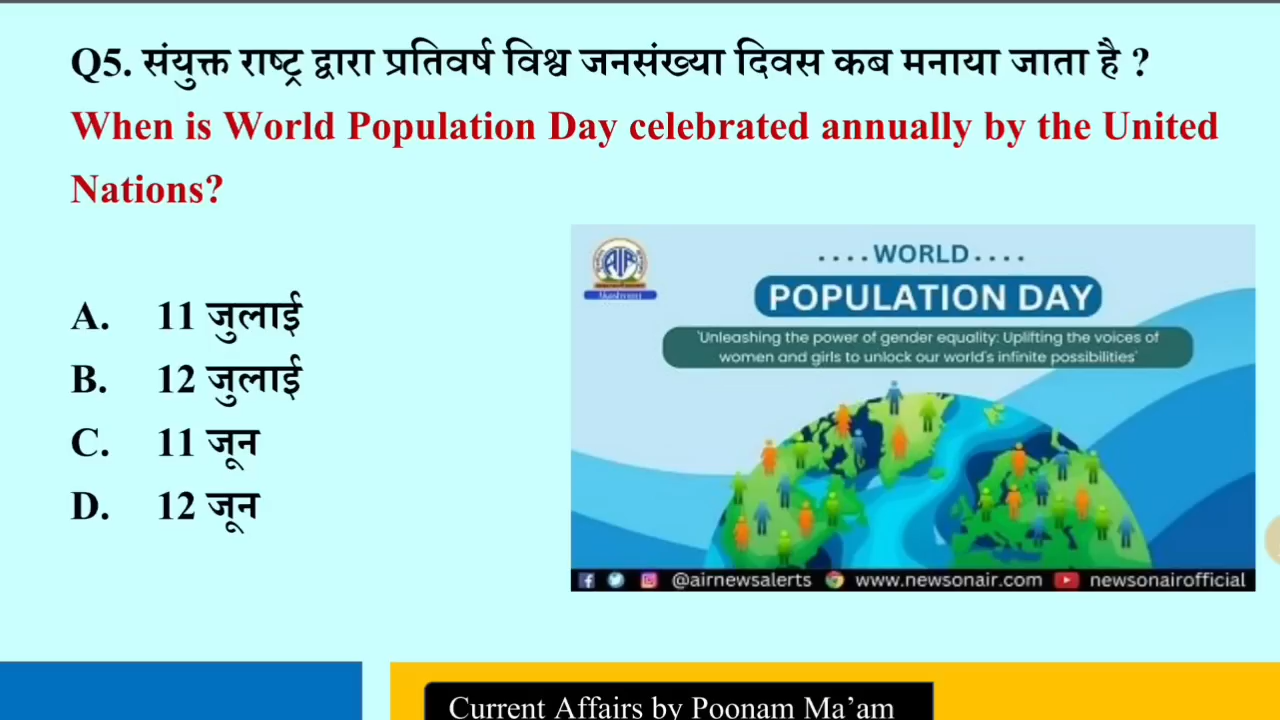 Q5. संयुक्त राष्ट्र द्वारा प्रतिवर्ष विश्व जनसंख्या दिवस कब मनाया जाता है ?
When is World Population Day celebrated annually by the United
Nations?
A. 11 जुलाई
B. 12 जुलाई
C. 11 जून
D. 12 जून
AIR
Akashvani
....WORLD....
POPULATION DAY
'Unleashing the power of gender equality: Uplifting the voices of
women and girls to unlock our world's infinite possibilities'
@airnewsalerts www.newsonair.com newsonairofficial
Current Affairs by Poonam Ma'am